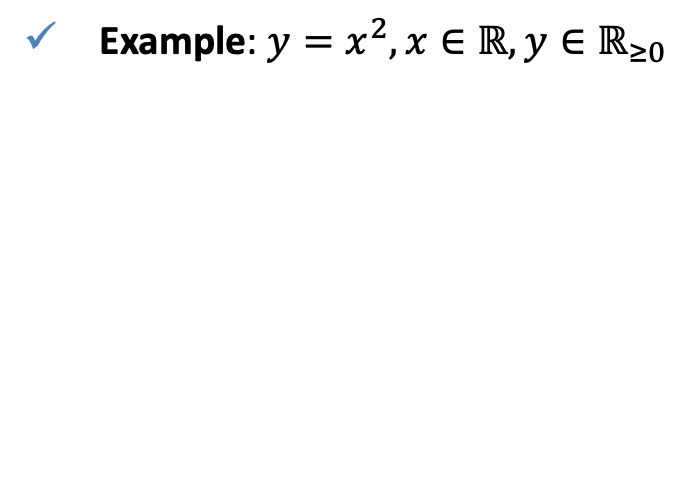 ✓ Example: 𝑦 = 𝑥², 𝑥 ∈ ℝ, 𝑦 ∈ ℝ≥0